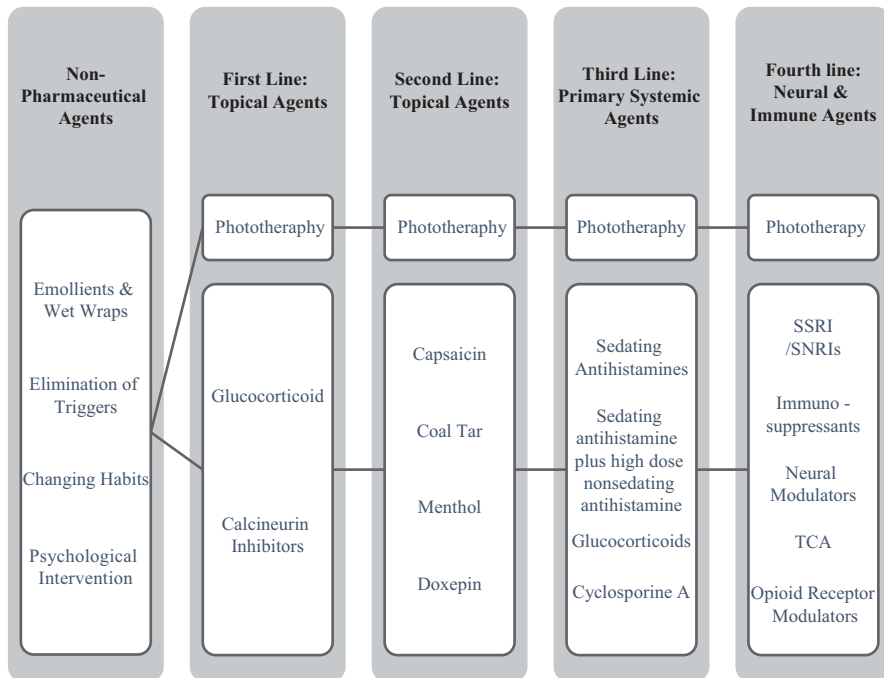 Non-
Pharmaceutical
Agents
Emollients &
Wet Wraps
Elimination of
Triggers
Changing Habits
Psychological
Intervention
First Line:
Topical Agents
Phototheraphy
Glucocorticoid
Calcineurin
Inhibitors
Second Line:
Topical Agents
Phototheraphy
Capsaicin
Coal Tar
Menthol
Doxepin
Third Line:
Primary Systemic
Agents
Phototheraphy
Sedating
Antihistamines
Sedating
antihistamine
plus high dose
nonsedating
antihistamine
Glucocorticoids
Cyclosporine A
Fourth line:
Neural &
Immune Agents
Phototherapy
SSRI
/SNRIs
Immuno -
suppressants
Neural
Modulators
TCA
Opioid Receptor
Modulators